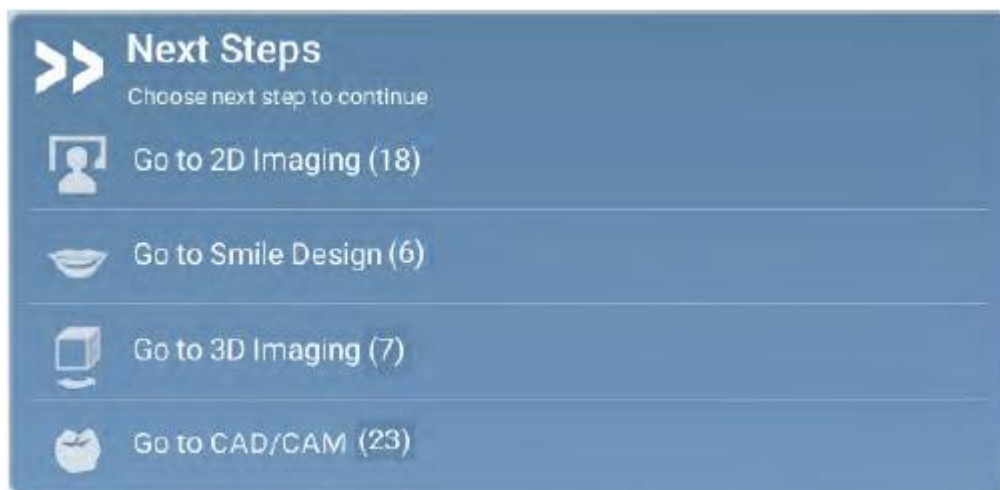 Next Steps
Choose next step to continue
Go to 2D Imaging (18)
Go to Smile Design (6)
Go to 3D Imaging (7)
Go to CAD/CAM (23)